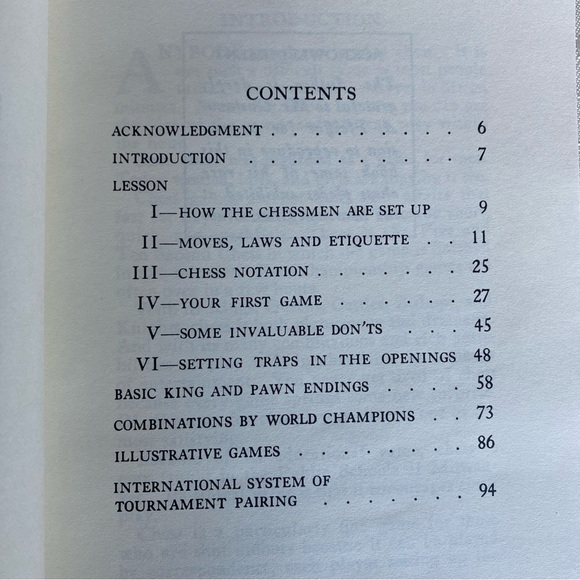 CONTENTS
ACKNOWLEDGMENT . . . . . . . . . 6
INTRODUCTION . . . . . . . . . . 7
LESSON
I—HOW THE CHESSMEN ARE SET UP 9
II—MOVES, LAWS AND ETIQUETTE . . 11
III—CHESS NOTATION . . . . . . . 25
IV—YOUR FIRST GAME . . . . . . 27
V—SOME INVALUABLE DON'TS . . . 45
VI—SETTING TRAPS IN THE OPENINGS 48
BASIC KING AND PAWN ENDINGS . . . . 58
COMBINATIONS BY WORLD CHAMPIONS . . 73
ILLUSTRATIVE GAMES . . . . . . . . 86
INTERNATIONAL SYSTEM OF
TOURNAMENT PAIRING . . . . . . . 94